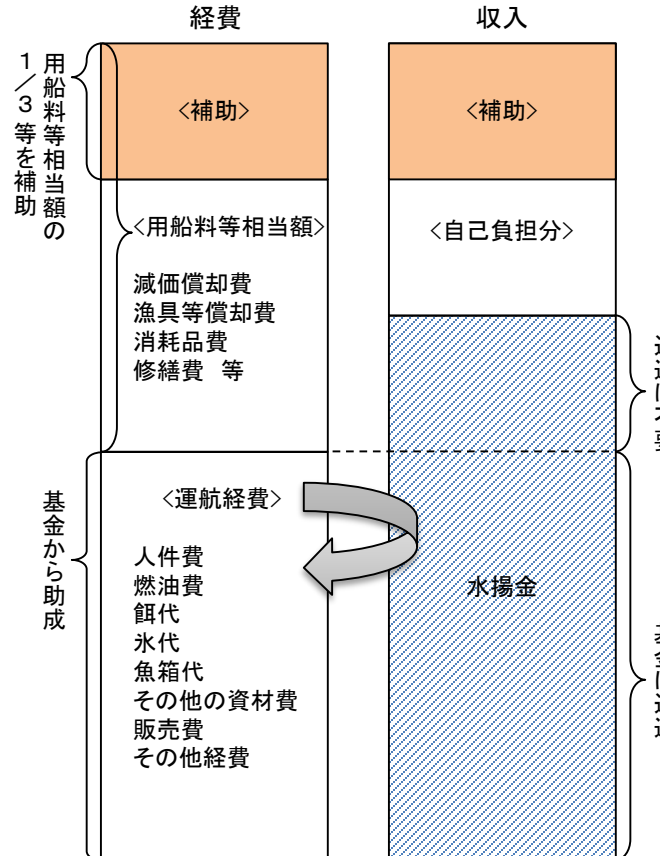 経費
収入
用船料等相当額の
1/3等を補助
<補助>
<補助>
<用船料等相当額>
減価償却費
漁具等償却費
消耗品費
修繕費 等
<自己負担分>
基金から助成
<運航経費>
人件費
燃油費
餌代
氷代
魚箱代
その他の資材費
販売費
その他経費
水揚金